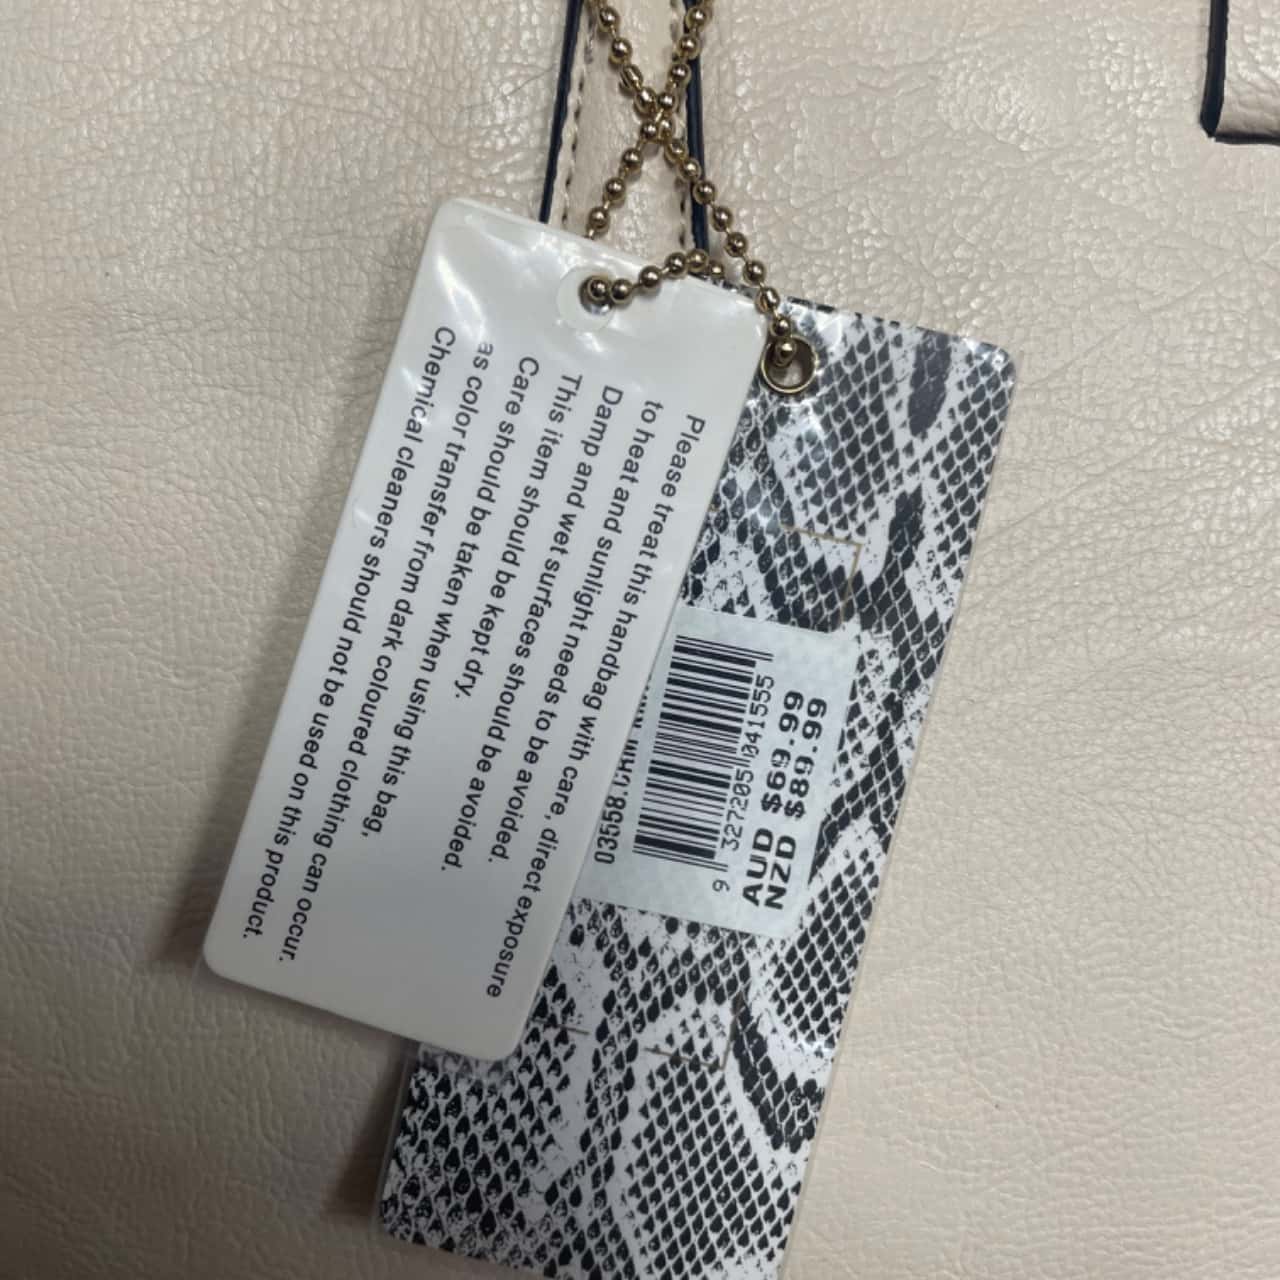 Please treat this handbag with care, direct exposure
to heat and sunlight needs to be avoided.
Damp and wet surfaces should be avoided.
This item should be kept dry.
Care should be taken when using this bag,
as color transfer from dark coloured clothing can occur.
Chemical cleaners should not be used on this product.
AUD $69.99
NZD $89.99
9 327205 041555